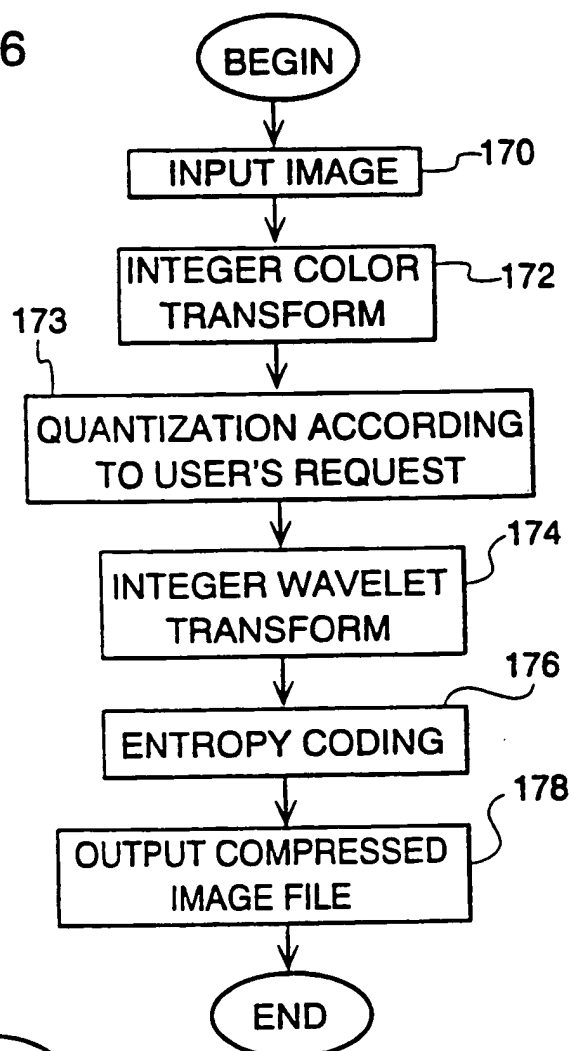 6
BEGIN
INPUT IMAGE
170
INTEGER COLOR
TRANSFORM
172
173
QUANTIZATION ACCORDING
TO USER'S REQUEST
174
INTEGER WAVELET
TRANSFORM
176
ENTROPY CODING
178
OUTPUT COMPRESSED
IMAGE FILE
END